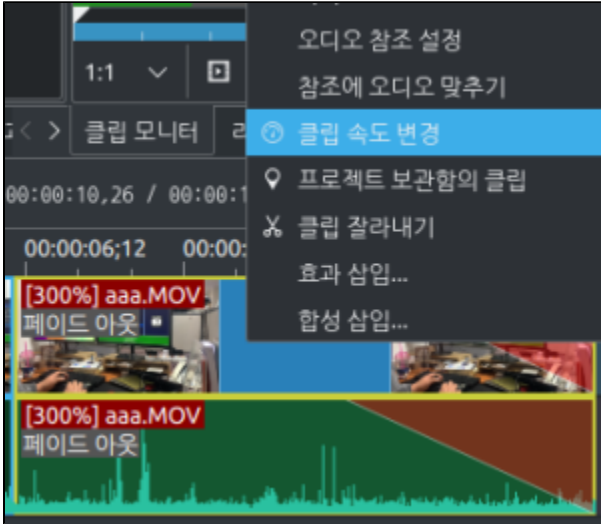 오디오 참조 설정
1:1
참조에 오디오 맞추기
클립 모니터
클립 속도 변경
프로젝트 보관함의 클립
00:00:10,26 / 00:00:1
클립 잘라내기
00:00:06;12
00:00:
효과 삽입...
[300%] aaa.MOV
페이드 아웃
합성 삽입...
[300%] aaa.MOV
페이드 아웃